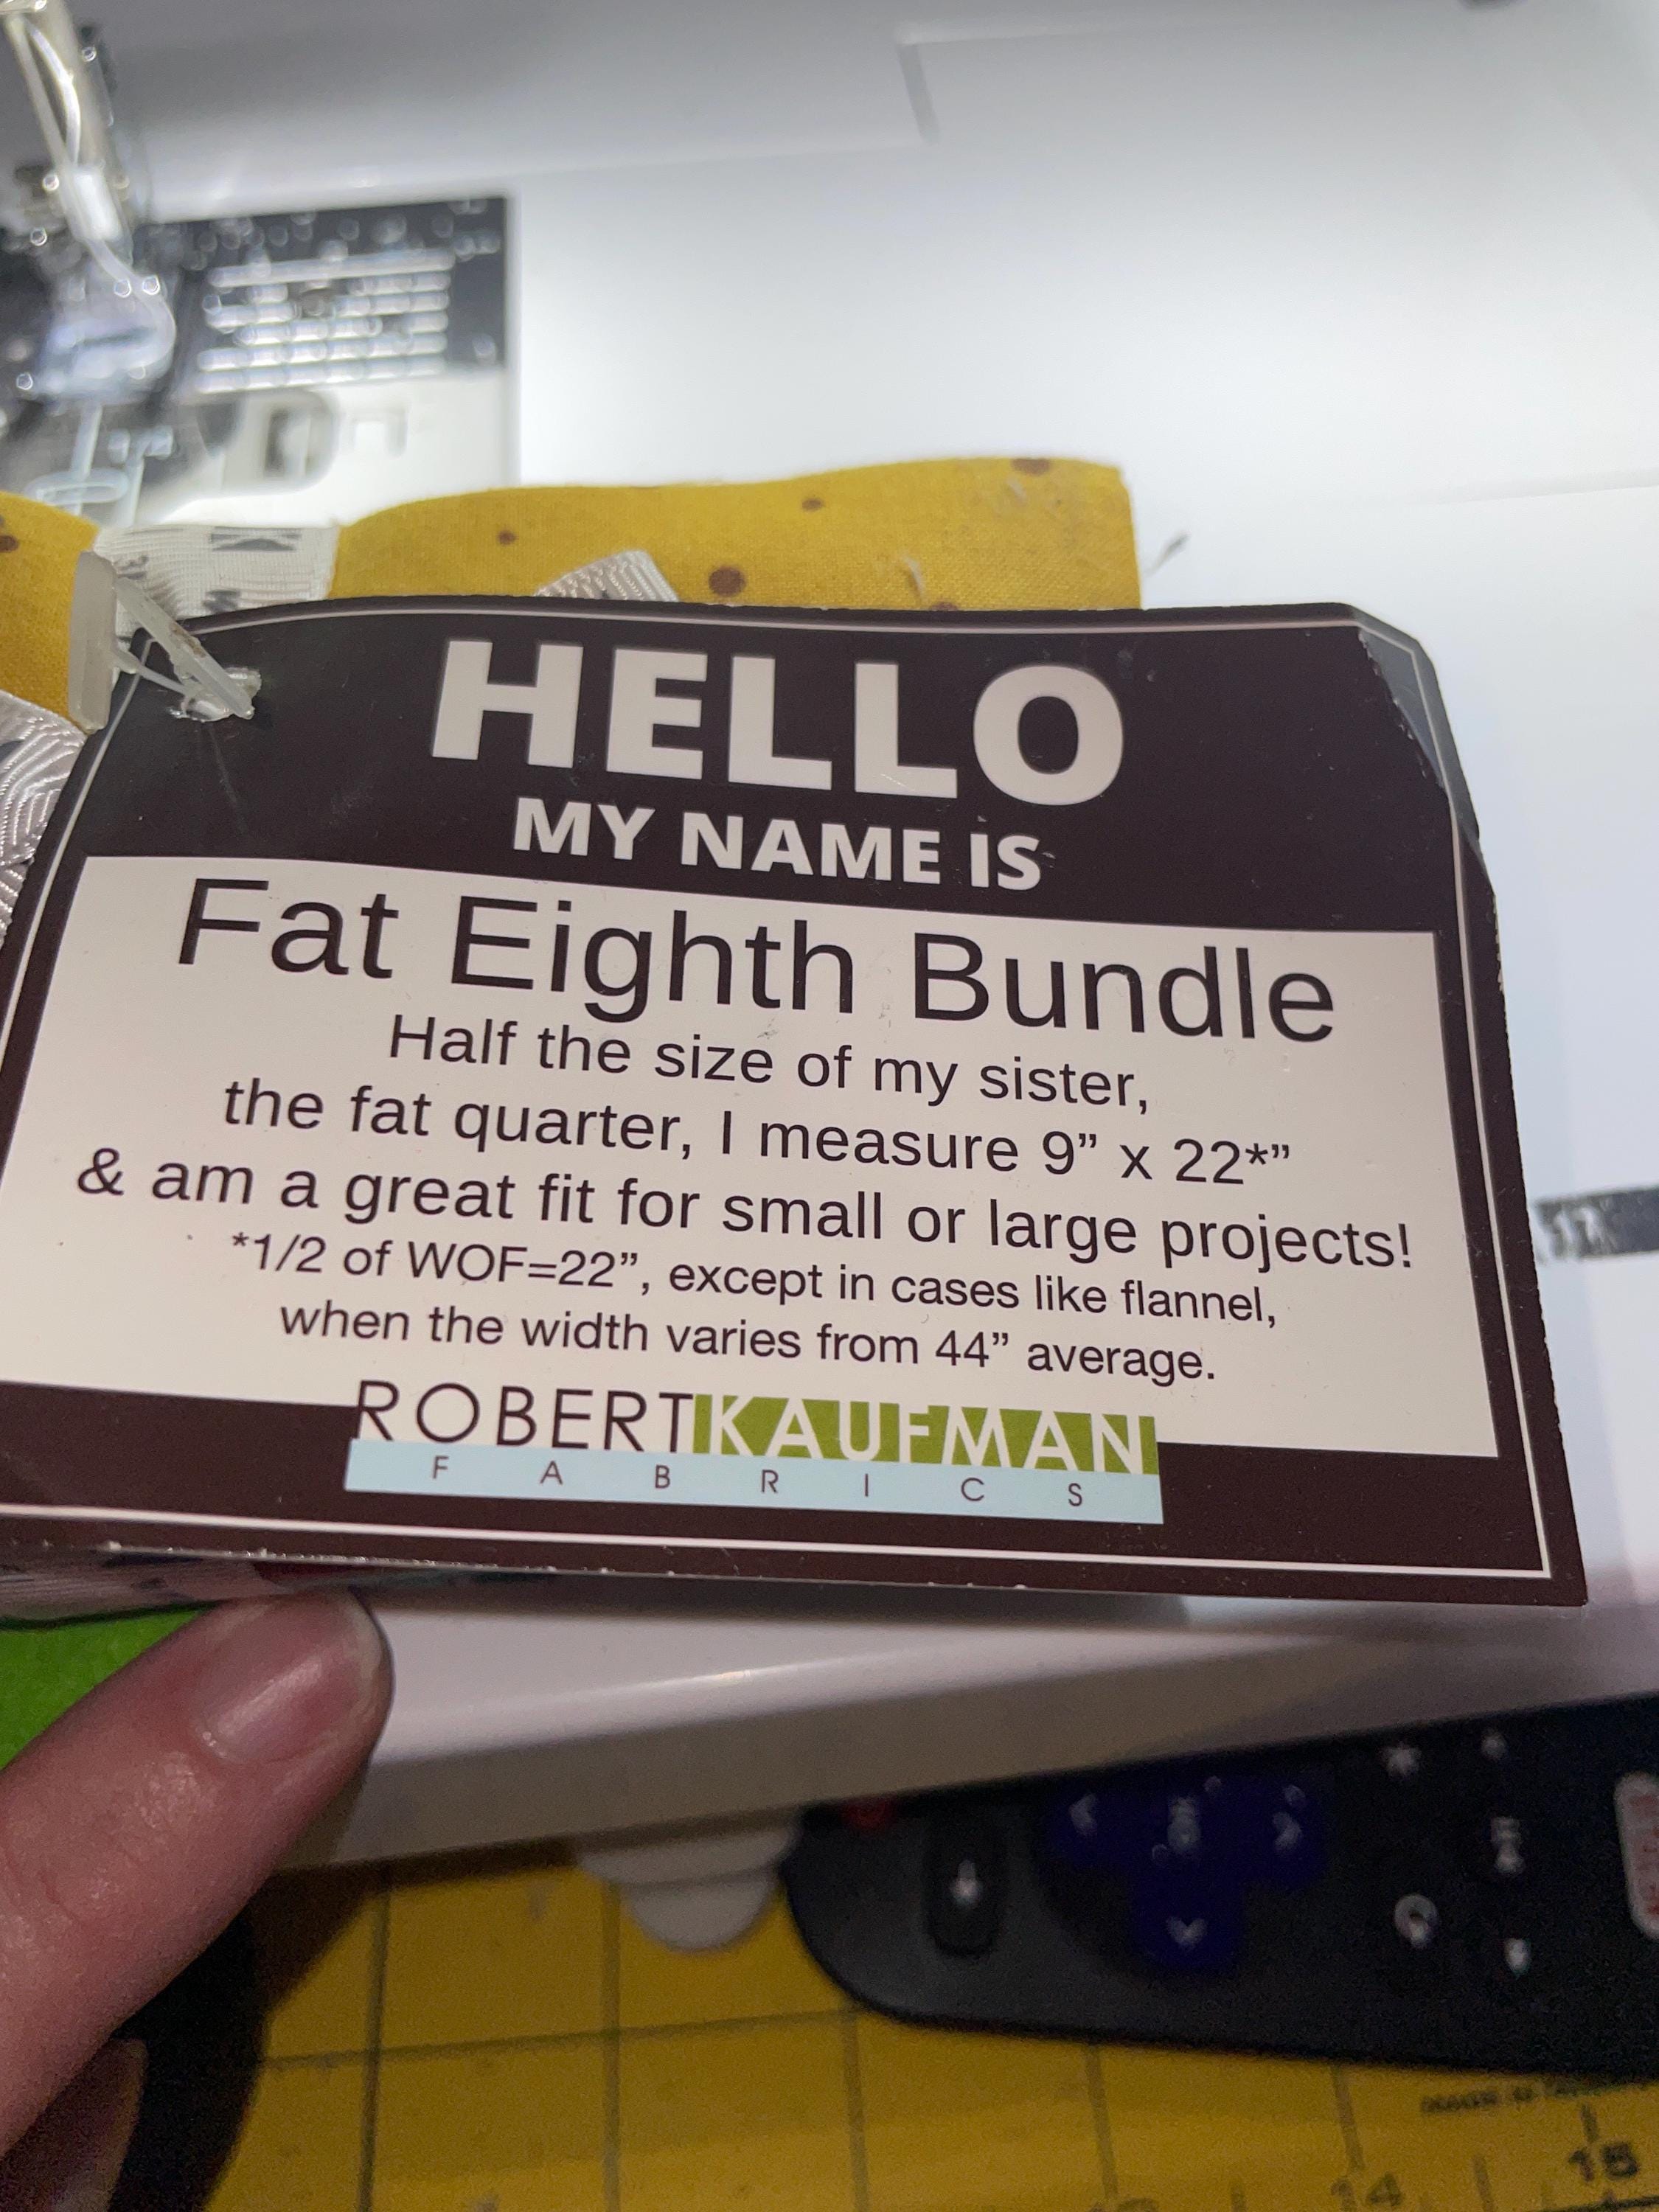 HELLO
MY NAME IS
Fat Eighth Bundle
Half the size of my sister,
the fat quarter, I measure 9” x 22*”
& am a great fit for small or large projects!
*1/2 of WOF=22”, except in cases like flannel,
when the width varies from 44” average.
ROBERTKAUFMAN
FABRICS
15
14